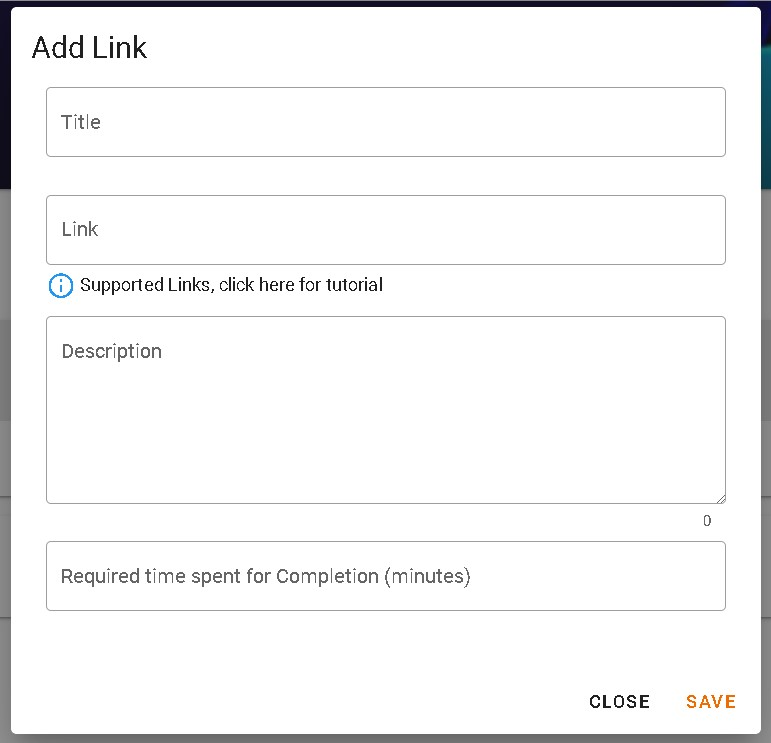 Add Link
Title
Link
Supported Links, click here for tutorial
Description
0
Required time spent for Completion (minutes)
CLOSE SAVE